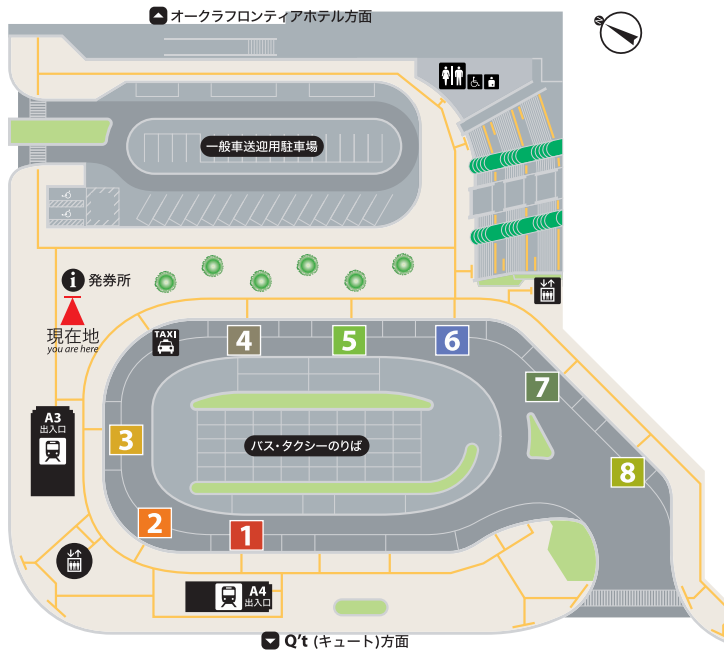 オークラフロンティアホテル方面
一般車送迎用駐車場
i 発券所
現在地
you are here
TAXI
4
5
6
7
A3
出入口
3
バス・タクシーのりば
8
2
1
A4
出入口
Q't (キュート)方面